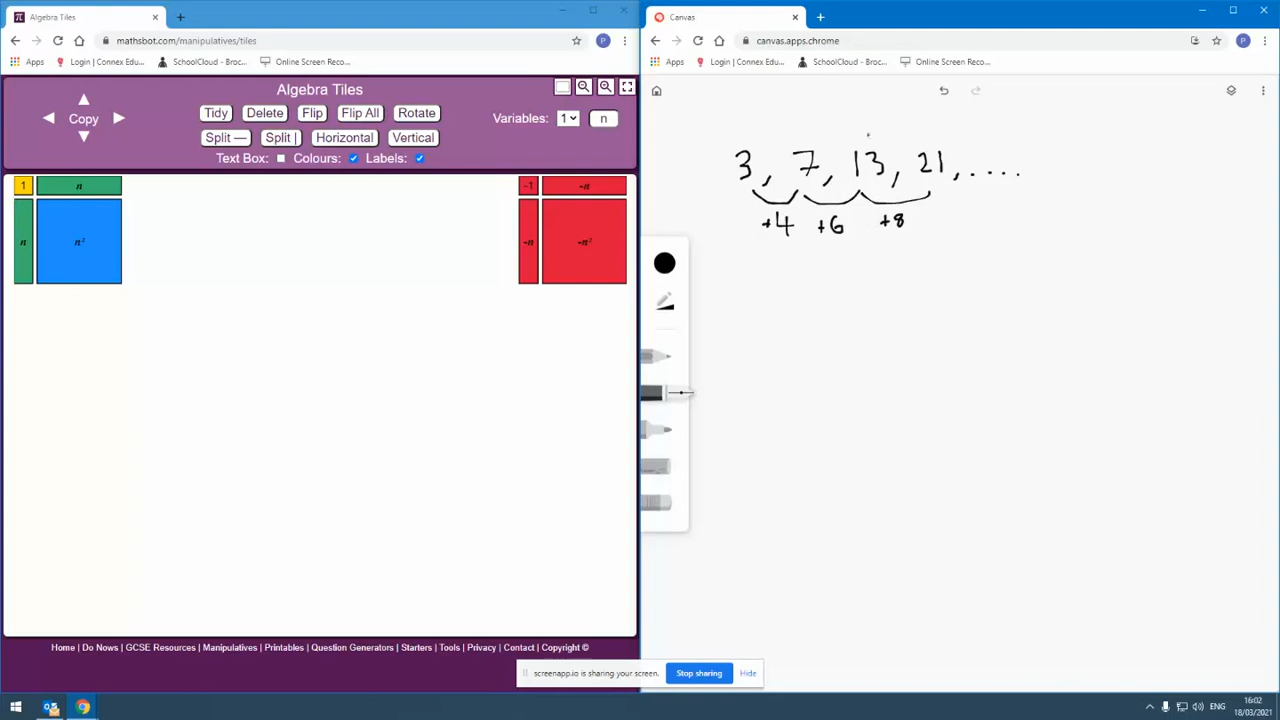 Algebra Tiles
Canvas
mathsbot.com/manipulatives/tiles
P
canvas.apps.chrome
P
Apps
Login | Connex Edu...
SchoolCloud - Broc...
Online Screen Reco...
Apps
Login | Connex Edu...
SchoolCloud - Broc...
Online Screen Reco...
Algebra Tiles
Copy
Tidy Delete Flip Flip All Rotate
Split — Split | Horizontal Vertical
Text Box: Colours: Labels:
Variables: 1 n
1 n -1 -n
n n² -n -n²
3, 7, 13, 21, ....
+4 +6 +8
Home | Do Nows | GCSE Resources | Manipulatives | Printables | Question Generators | Starters | Tools | Privacy | Contact | Copyright ©
screenapp.io is sharing your screen. Stop sharing Hide
ENG
16:02
18/03/2021